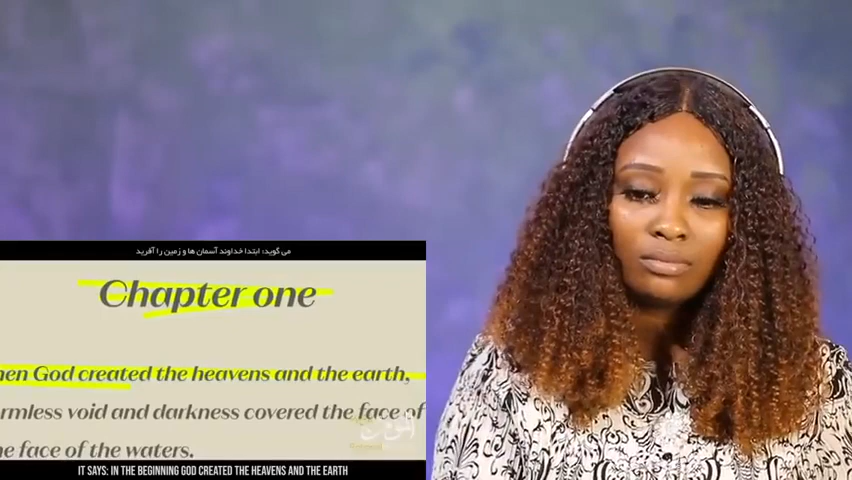 می گوید: ابتدا خداوند آسمان ها و زمین را آفرید
Chapter one
hen God created the heavens and the earth,
rmless void and darkness covered the face of
he face of the waters.
IT SAYS: IN THE BEGINNING GOD CREATED THE HEAVENS AND THE EARTH